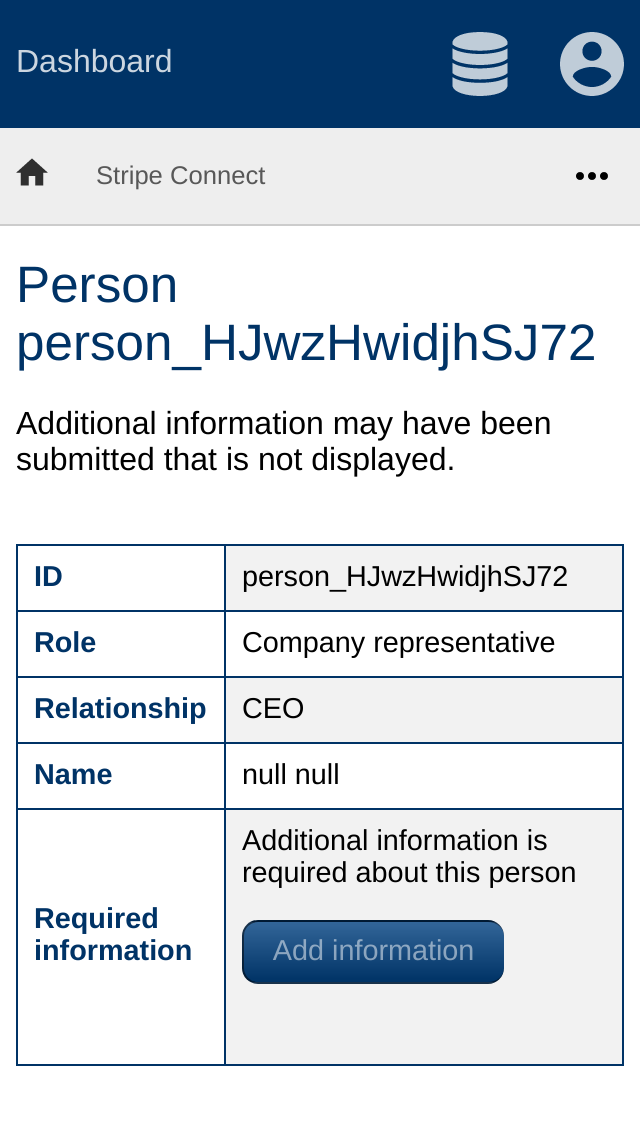 Dashboard
Stripe Connect
Person
person_HJwzHwidjhSJ72
Additional information may have been
submitted that is not displayed.
ID person_HJwzHwidjhSJ72
Role Company representative
Relationship CEO
Name null null
Required
information
Additional information is
required about this person
Add information